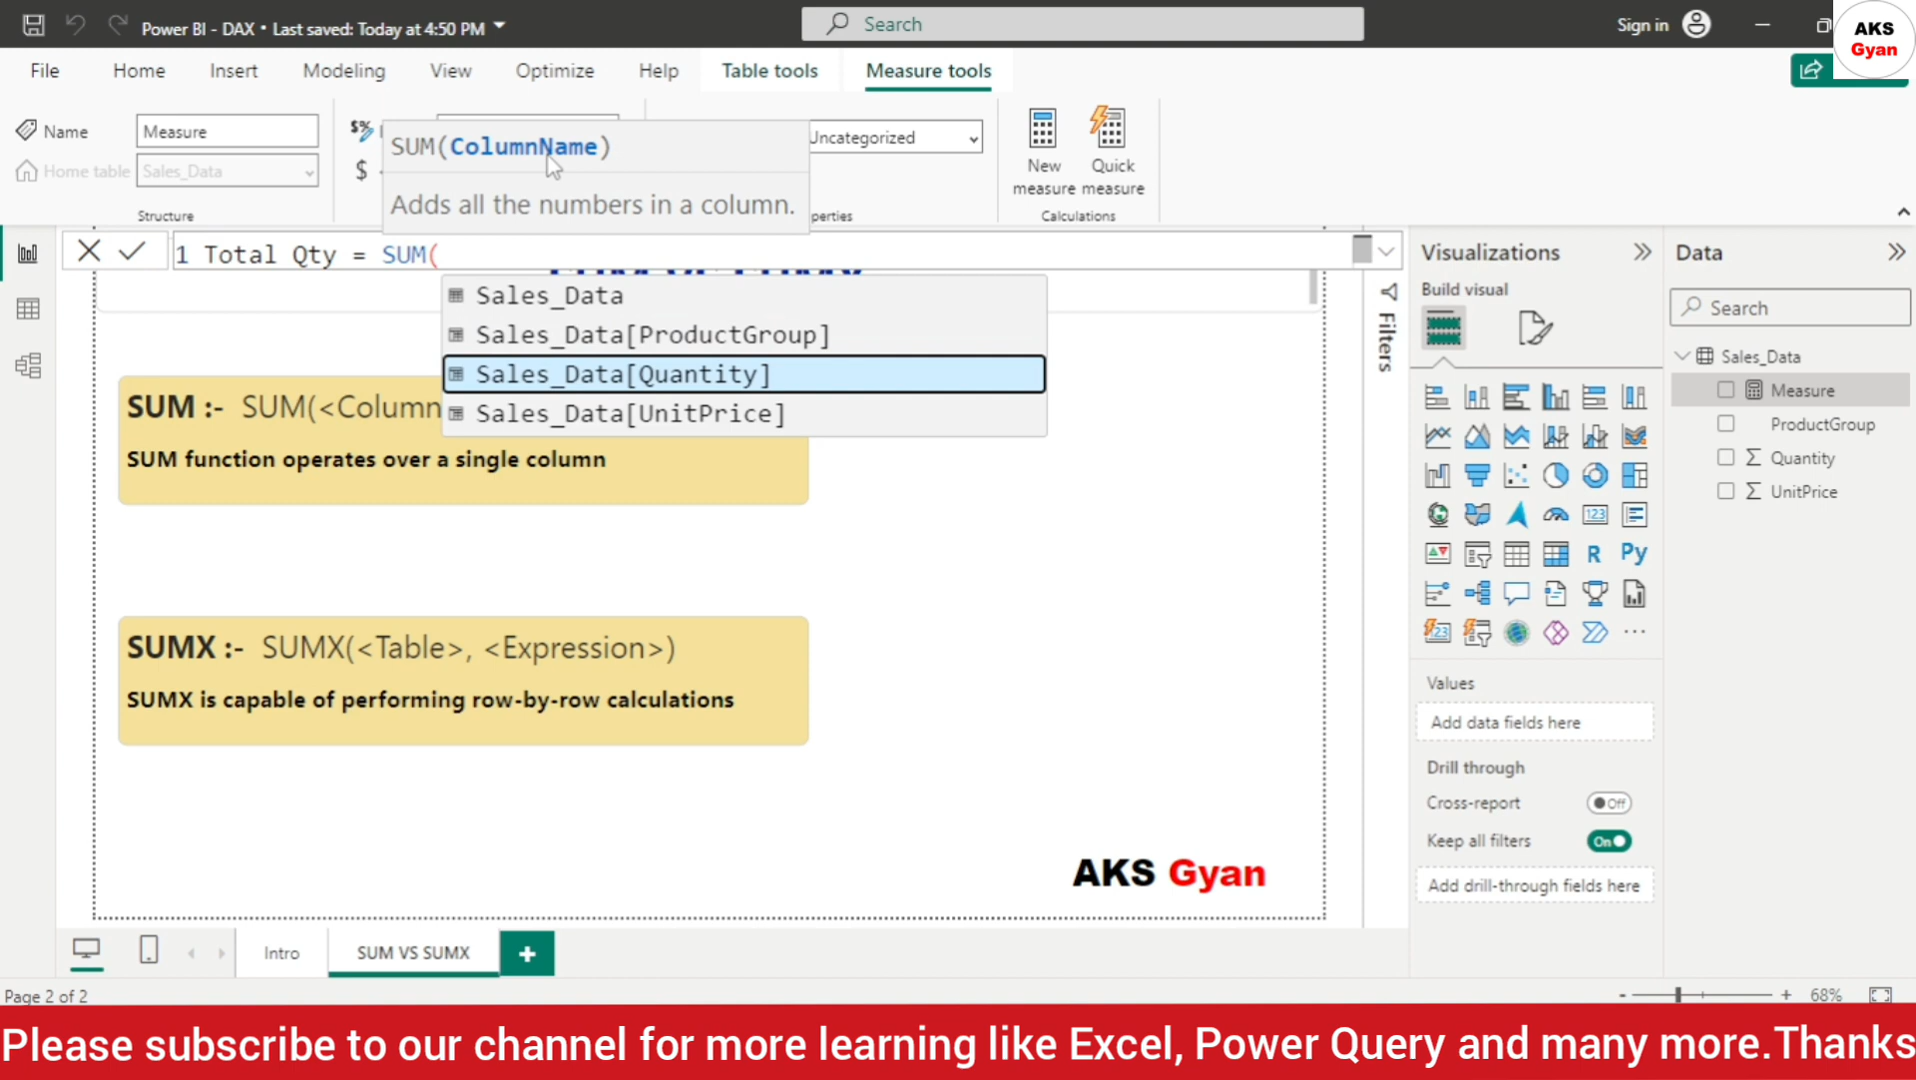 Power BI - DAX • Last saved: Today at 4:50 PM
Search
Sign in
AKS
Gyan
File
Home
Insert
Modeling
View
Optimize
Help
Table tools
Measure tools
Name
Measure
Home table
Sales_Data
Structure
$%
$
SUM(ColumnName)
Adds all the numbers in a column.
Uncategorized
perties
New
measure
Quick
measure
Calculations
1 Total Qty = SUM(
Sales_Data
Sales_Data[ProductGroup]
Sales_Data[Quantity]
Sales_Data[UnitPrice]
SUM :- SUM(<Column
SUM function operates over a single column
SUMX :- SUMX(<Table>, <Expression>)
SUMX is capable of performing row-by-row calculations
AKS Gyan
Filters
Visualizations
Build visual
123
R
Py
123
Values
Add data fields here
Drill through
Cross-report
Off
Keep all filters
On
Add drill-through fields here
Data
Search
Sales_Data
Measure
ProductGroup
Quantity
UnitPrice
Intro
SUM VS SUMX
+
Page 2 of 2
- + 68%
Please subscribe to our channel for more learning like Excel, Power Query and many more.Thanks